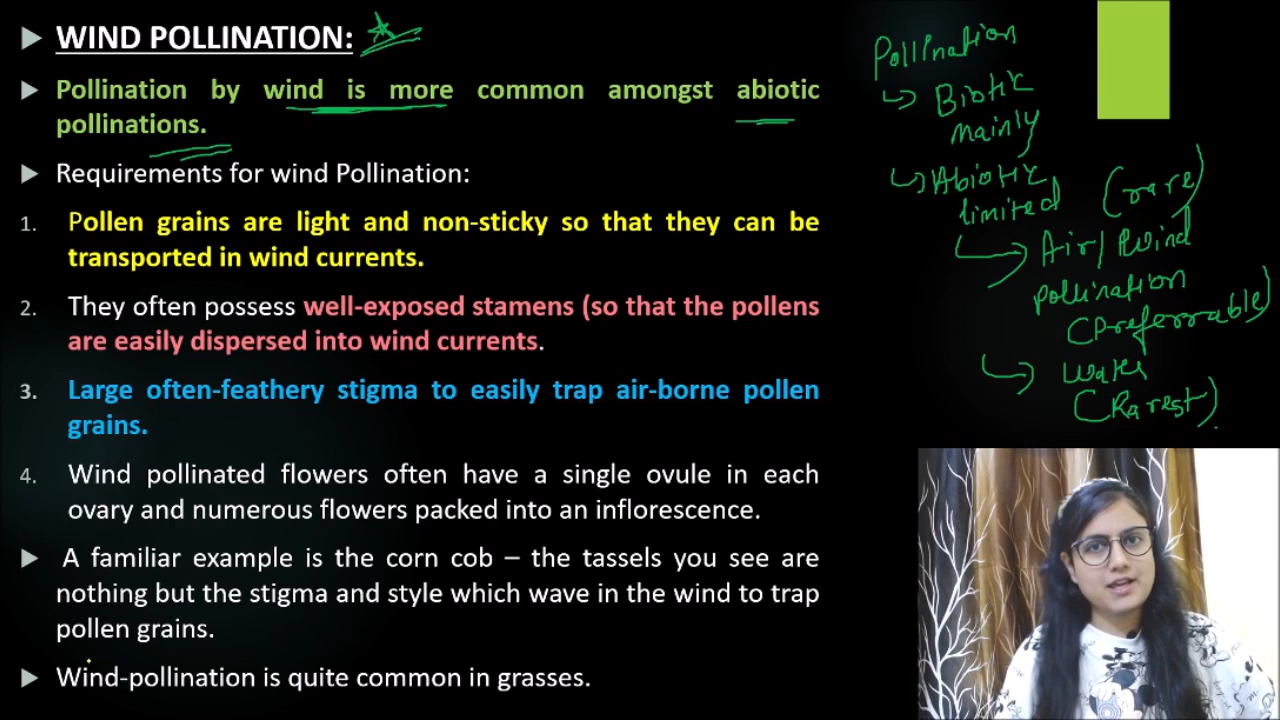 WIND POLLINATION:
Pollination by wind is more common amongst abiotic
pollinations.
Requirements for wind Pollination:
1. Pollen grains are light and non-sticky so that they can be
transported in wind currents.
2. They often possess well-exposed stamens (so that the pollens
are easily dispersed into wind currents.
3. Large often-feathery stigma to easily trap air-borne pollen
grains.
4. Wind pollinated flowers often have a single ovule in each
ovary and numerous flowers packed into an inflorescence.
A familiar example is the corn cob – the tassels you see are
nothing but the stigma and style which wave in the wind to trap
pollen grains.
Wind-pollination is quite common in grasses.
Pollination
Biotic
mainly
Abiotic
limited (rare)
Air/ Wind
pollination
(Preferrable)
water
(Rarest)